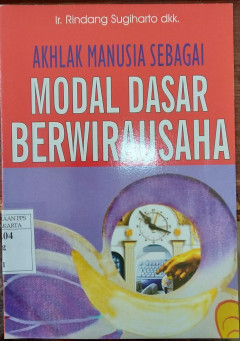 Ir. Rindang Sugiharto dkk.
AKHLAK MANUSIA SEBAGAI
MODAL DASAR
BERWIRAUSAHA